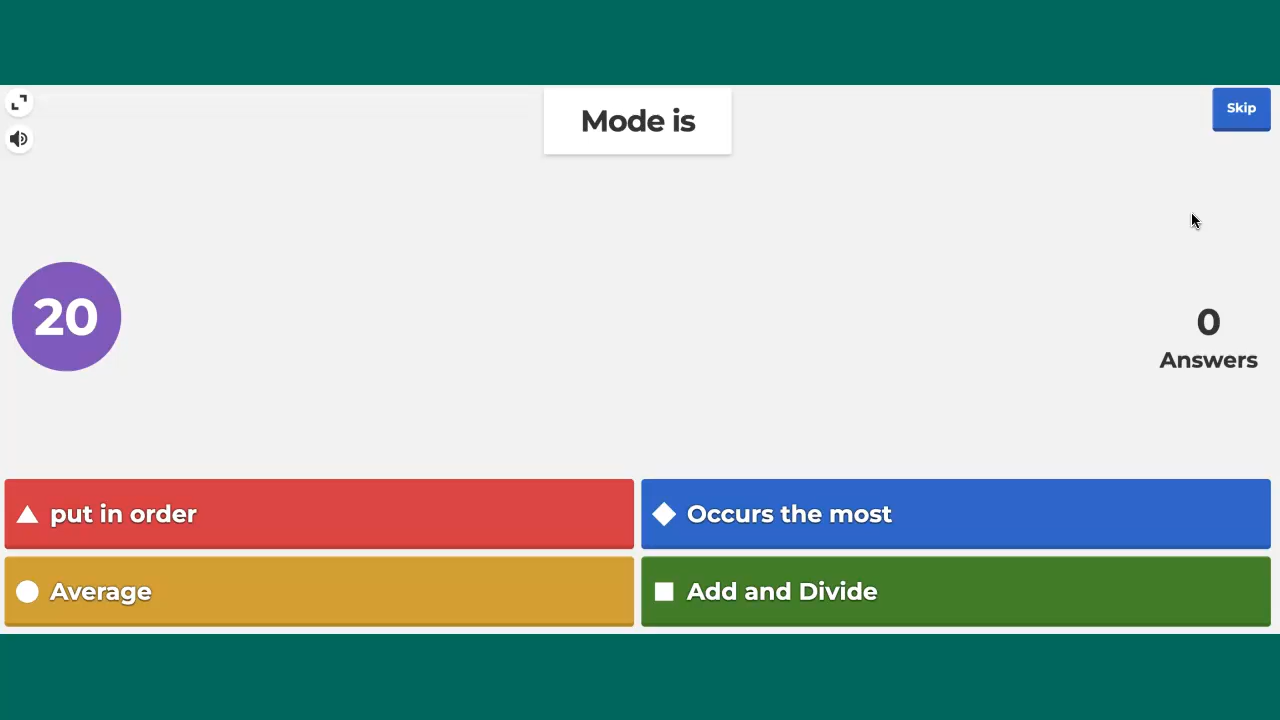 Mode is
Skip
20
0
Answers
put in order
Occurs the most
Average
Add and Divide